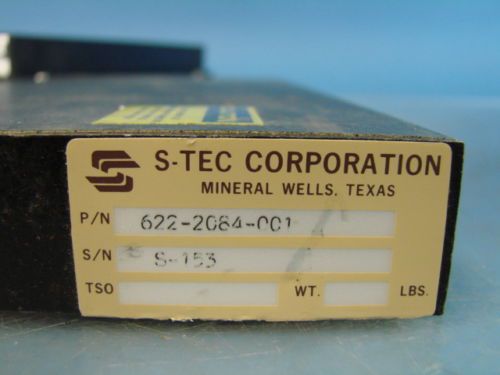 S-TEC CORPORATION
MINERAL WELLS, TEXAS
P/N 622-2084-001
S/N S-153
TSO WT. LBS.